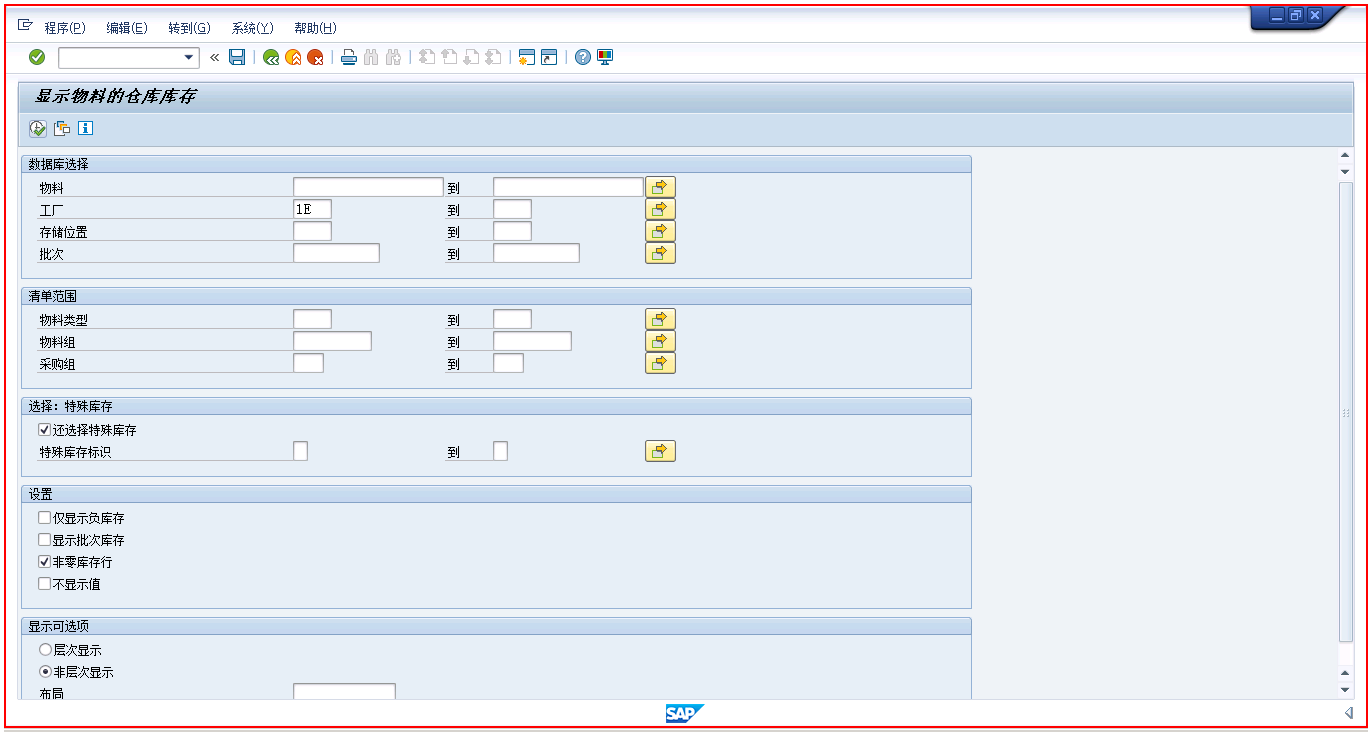 程序(P) 编辑(E) 转到(G) 系统(Y) 帮助(H)
显示物料的仓库库存
数据库选择
物料 到
工厂 1E 到
存储位置 到
批次 到
清单范围
物料类型 到
物料组 到
采购组 到
选择: 特殊库存
还选择特殊库存
特殊库存标识 到
设置
仅显示负库存
显示批次库存
非零库存行
不显示值
显示可选项
层次显示
非层次显示
布局
SAP